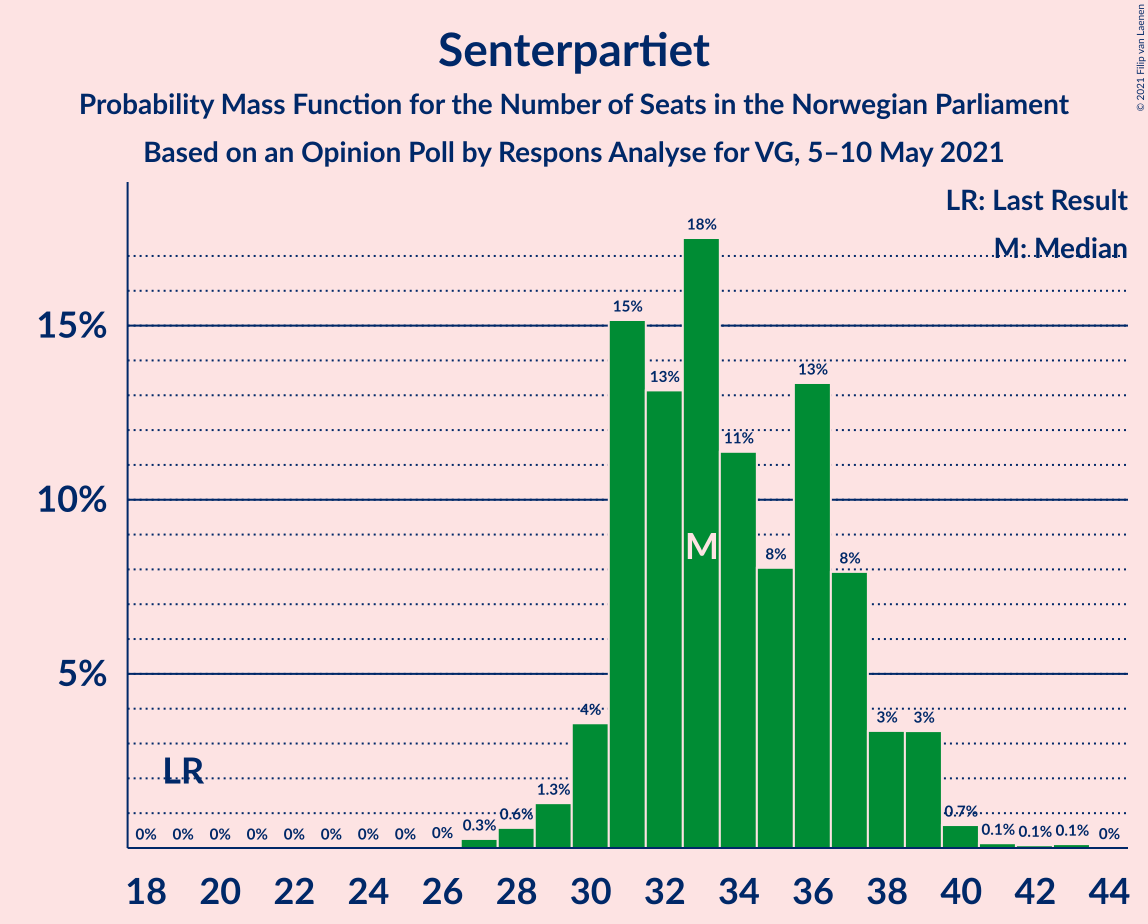 Senterpartiet
Probability Mass Function for the Number of Seats in the Norwegian Parliament
Based on an Opinion Poll by Respons Analyse for VG, 5–10 May 2021
© 2021 Filip van Laenen
LR: Last Result
M: Median
18%
15%
15%
13%
13%
11%
10%
M
8%
8%
5%
4%
3%
3%
LR
1.3%
0% 0% 0% 0% 0% 0% 0% 0% 0% 0.3% 0.6% 0.7% 0.1% 0.1% 0.1% 0%
18 20 22 24 26 28 30 32 34 36 38 40 42 44